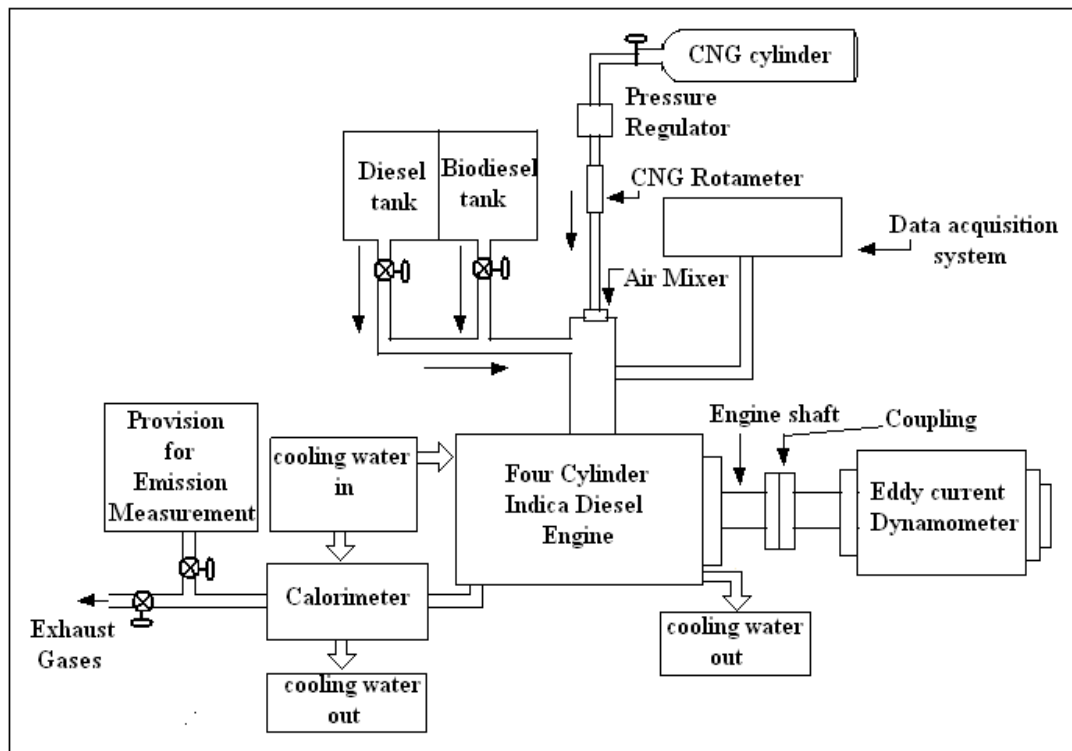 CNG cylinder
Pressure
Regulator
Diesel
tank
Biodiesel
tank
CNG Rotameter
Data acquisition
system
Air Mixer
Engine shaft
Coupling
Provision
for
Emission
Measurement
cooling water
in
Four Cylinder
Indica Diesel
Engine
Eddy current
Dynamometer
Calorimeter
Exhaust
Gases
cooling water
out
cooling water
out